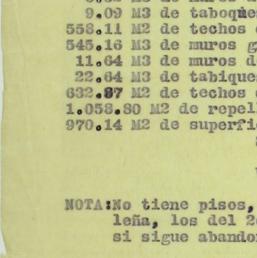 9.09 M3 de taboque
558.11 M2 de techos
545.16 M3 de muros
11.64 M3 de muros
22.64 M3 de tabique
632.87 M2 de techos
1.058.80 M2 de repel
970.14 M2 de superfi
NOTA:No tiene pisos,
leña, los del 2
si sigue abando